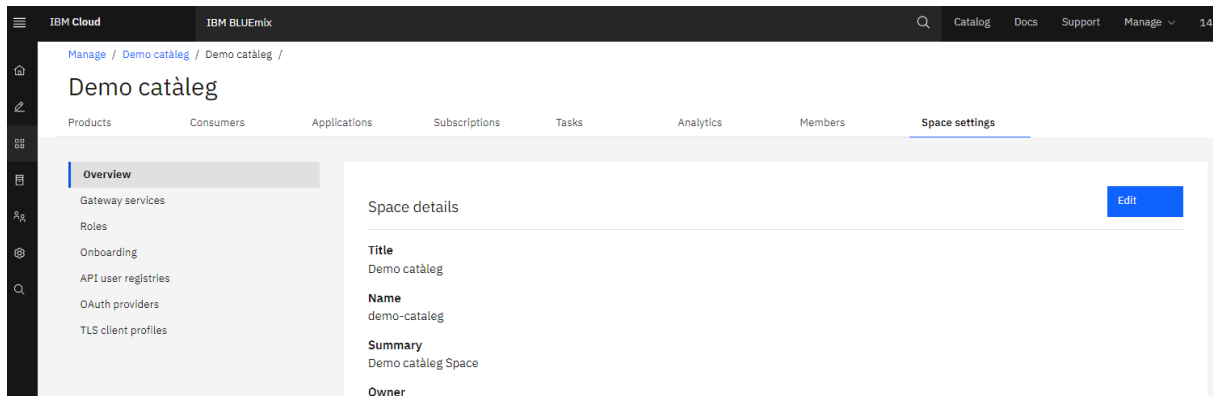 IBM Cloud IBM BLUEmix Catalog Docs Support Manage 14
Manage / Demo catàleg / Demo catàleg /
Demo catàleg
Products Consumers Applications Subscriptions Tasks Analytics Members Space settings
Overview
Gateway services
Roles
Onboarding
API user registries
OAuth providers
TLS client profiles
Space details Edit
Title
Demo catàleg
Name
demo-cataleg
Summary
Demo catàleg Space
Owner